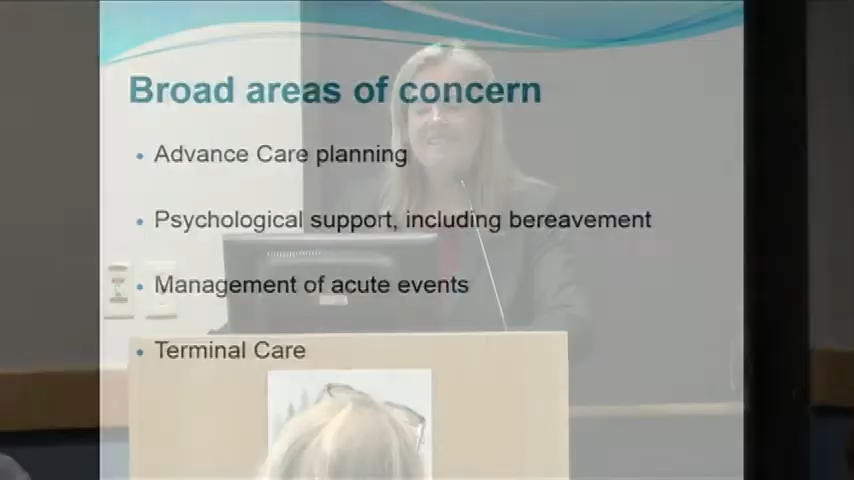 Broad areas of concern
• Advance Care planning
• Psychological support, including bereavement
• Management of acute events
• Terminal Care